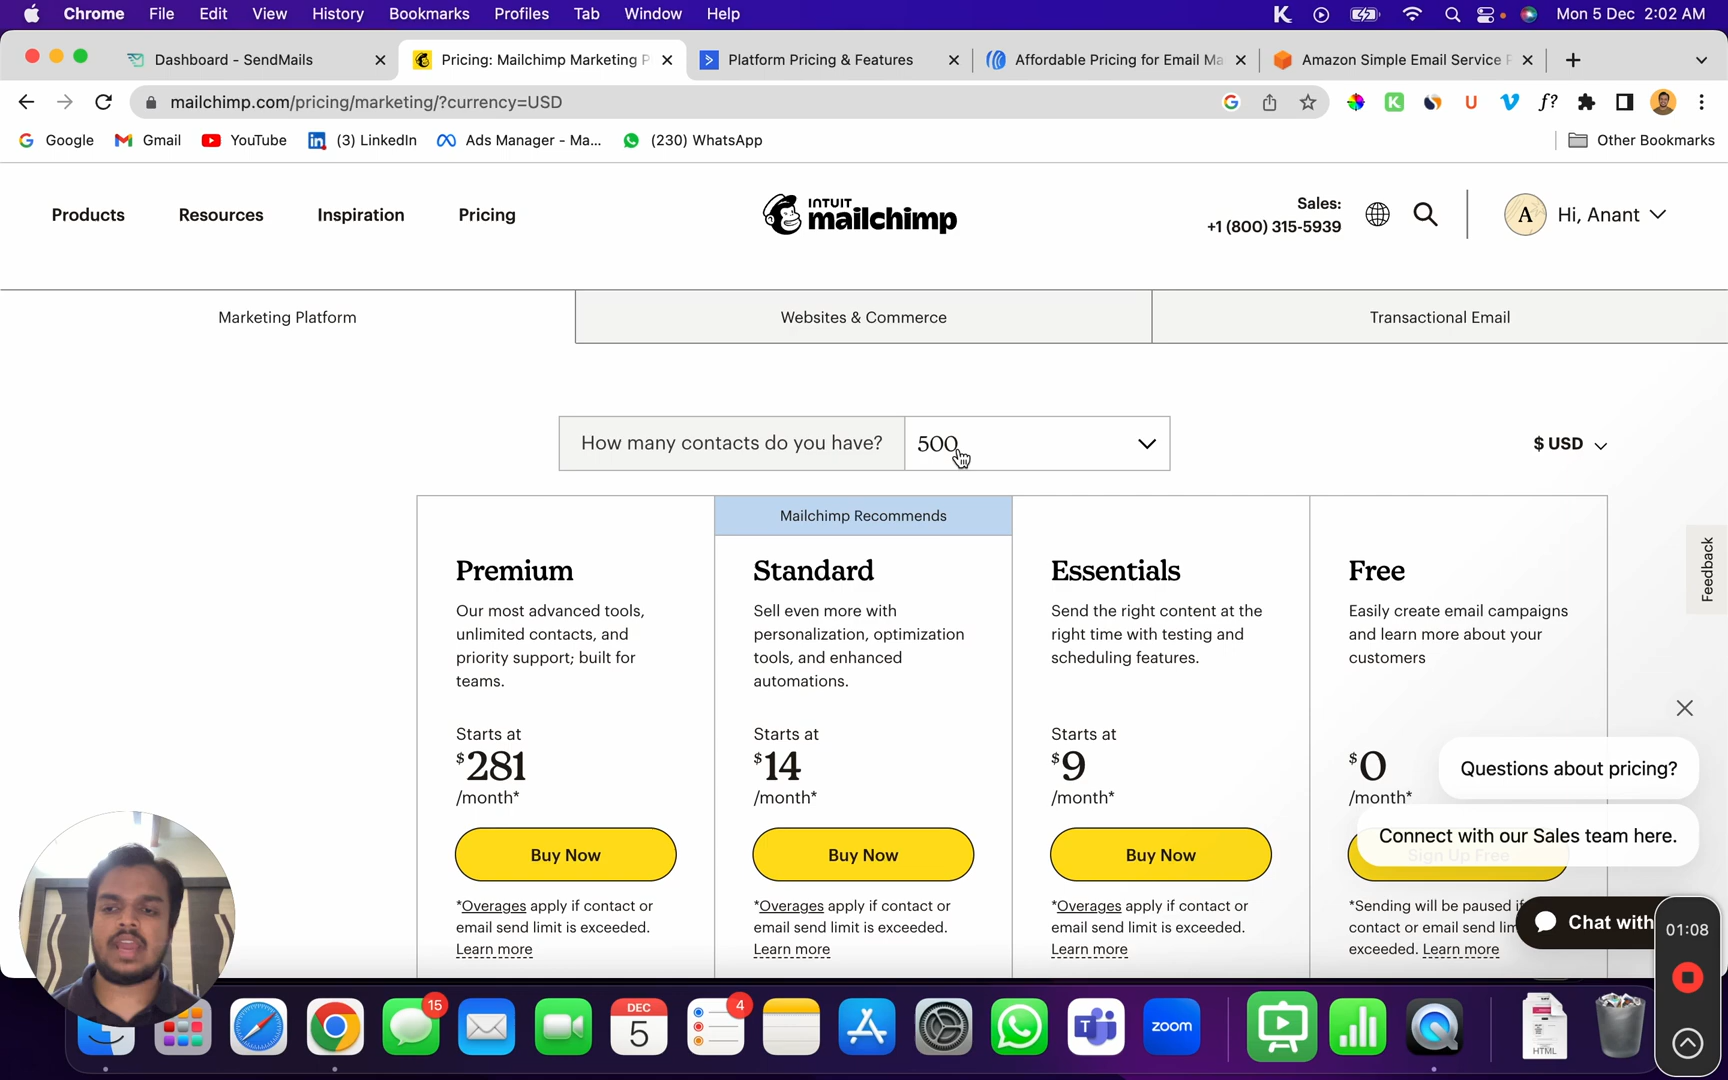 Chrome File Edit View History Bookmarks Profiles Tab Window Help Mon 5 Dec 2:02 AM
Dashboard - SendMails
Pricing: Mailchimp Marketing P
Platform Pricing & Features
Affordable Pricing for Email Ma
Amazon Simple Email Service P
mailchimp.com/pricing/marketing/?currency=USD
Google Gmail YouTube (3) LinkedIn Ads Manager - Ma... (230) WhatsApp Other Bookmarks
Products Resources Inspiration Pricing
INTUIT
mailchimp
Sales:
+1 (800) 315-5939
A Hi, Anant
Marketing Platform Websites & Commerce Transactional Email
How many contacts do you have? 500
$ USD
Mailchimp Recommends
Premium
Our most advanced tools,
unlimited contacts, and
priority support; built for
teams.
Starts at
$281
/month*
Buy Now
*Overages apply if contact or
email send limit is exceeded.
Learn more
Standard
Sell even more with
personalization, optimization
tools, and enhanced
automations.
Starts at
$14
/month*
Buy Now
*Overages apply if contact or
email send limit is exceeded.
Learn more
Essentials
Send the right content at the
right time with testing and
scheduling features.
Starts at
$9
/month*
Buy Now
*Overages apply if contact or
email send limit is exceeded.
Learn more
Free
Easily create email campaigns
and learn more about your
customers
$0
/month*
Sign Up Free
*Sending will be paused if
contact or email send lim
exceeded. Learn more
Feedback
Questions about pricing?
Connect with our Sales team here.
Chat with
01:08
15
DEC
5
4
zoom
HTML